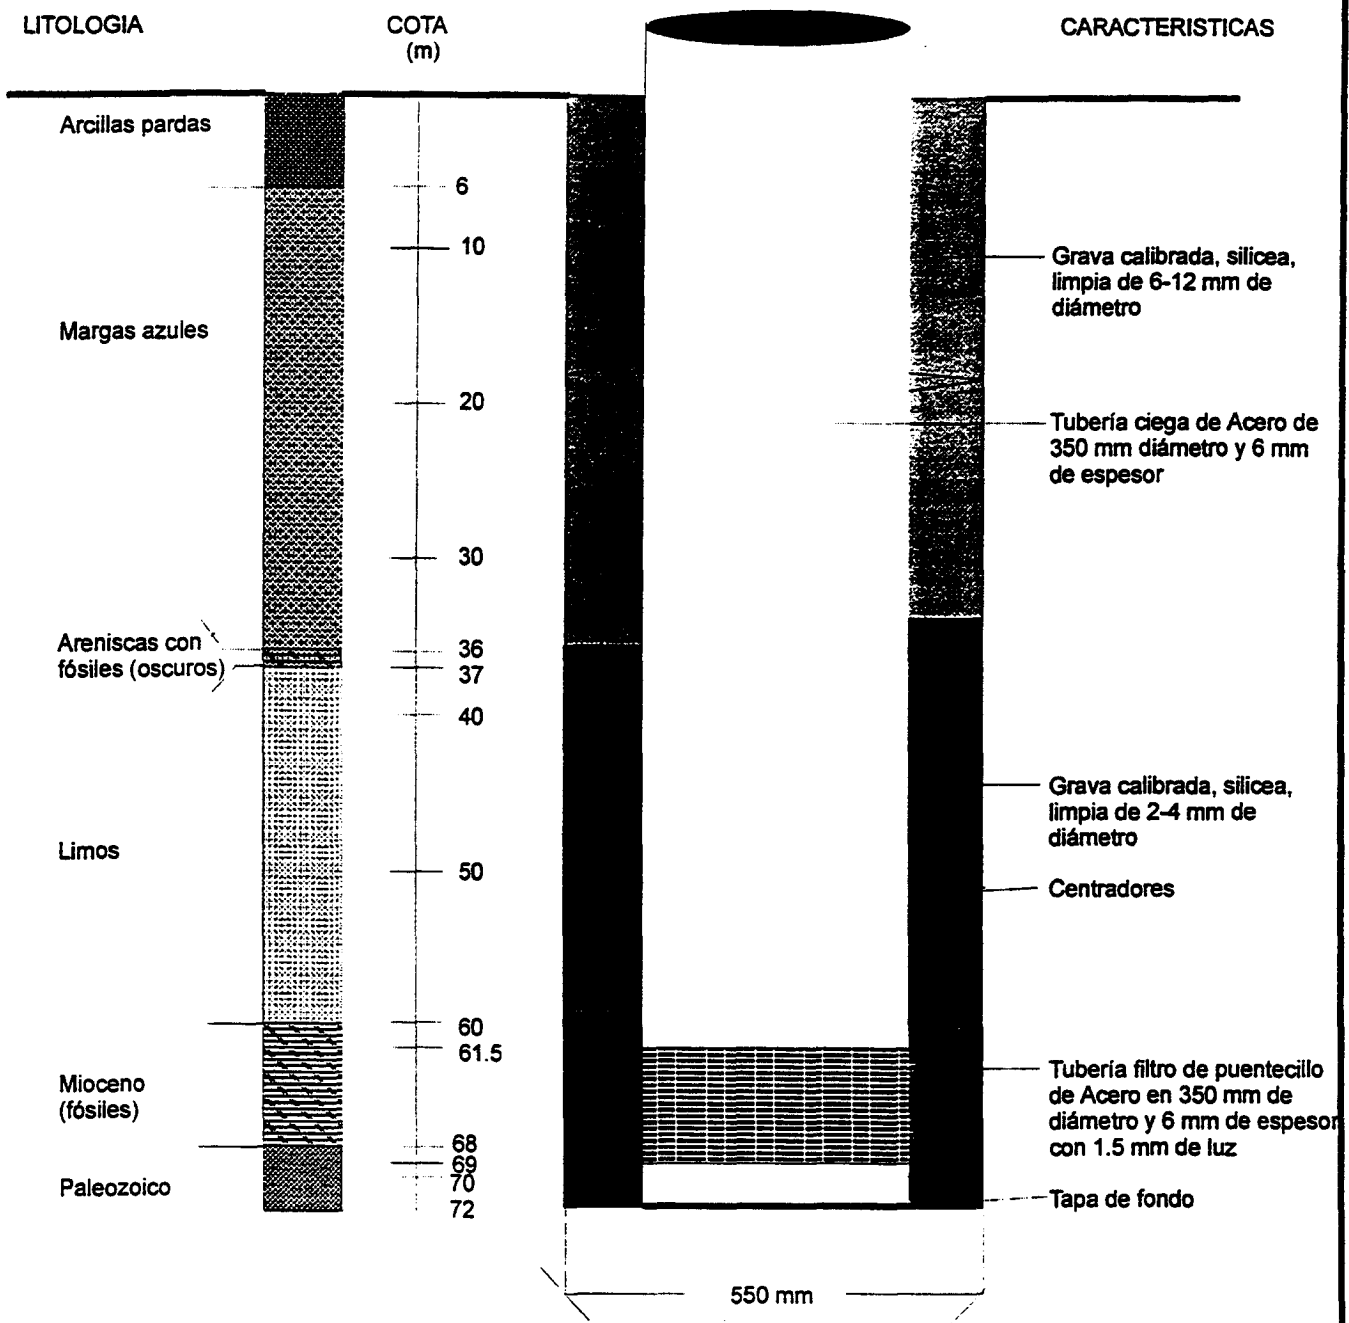 LITOLOGIA
COTA
(m)
CARACTERISTICAS
Arcillas pardas
6
10
Grava calibrada, silicea,
limpia de 6-12 mm de
diámetro
Margas azules
20
Tubería ciega de Acero de
350 mm diámetro y 6 mm
de espesor
30
Areniscas con
fósiles (oscuros)
36
37
40
Grava calibrada, silicea,
limpia de 2-4 mm de
diámetro
Limos
50
Centradores
60
61.5
Mioceno
(fósiles)
Tubería filtro de puentecillo
de Acero en 350 mm de
diámetro y 6 mm de espesor
con 1.5 mm de luz
68
69
70
72
Paleozoico
Tapa de fondo
550 mm